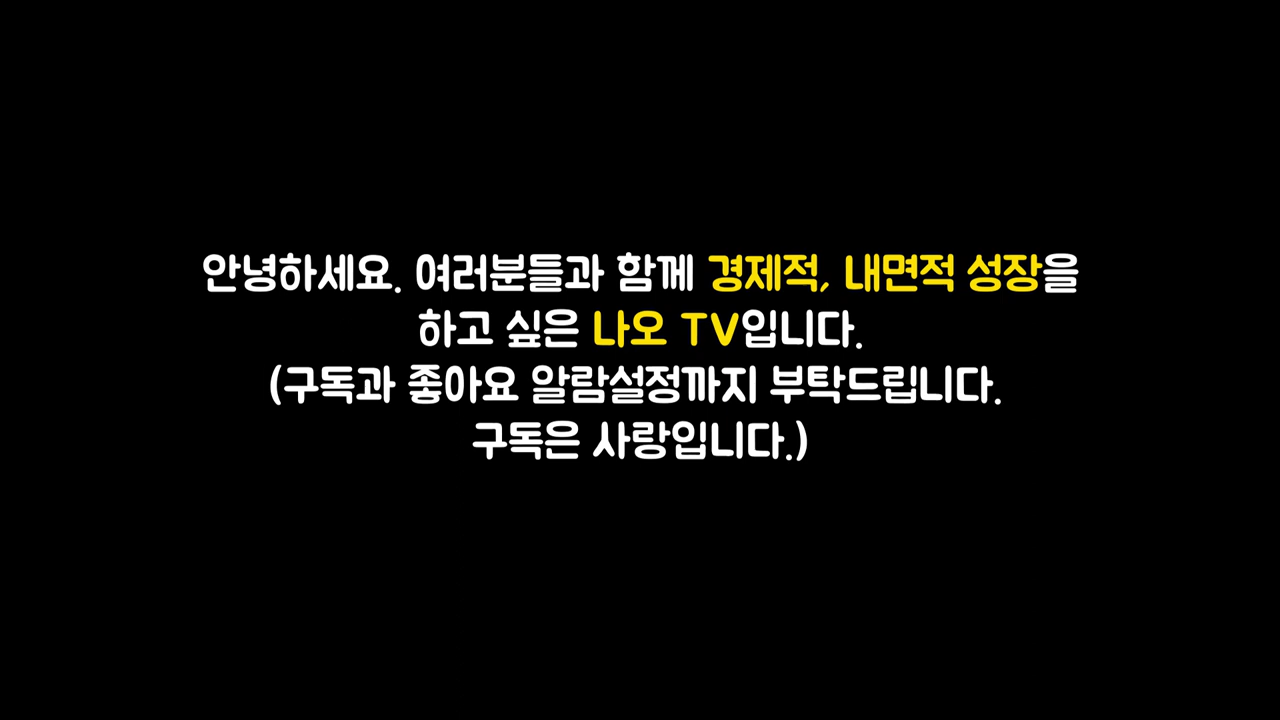 안녕하세요. 여러분들과 함께 경제적, 내면적 성장을
하고 싶은 나오 TV입니다.
(구독과 좋아요 알람설정까지 부탁드립니다.
구독은 사랑입니다.)